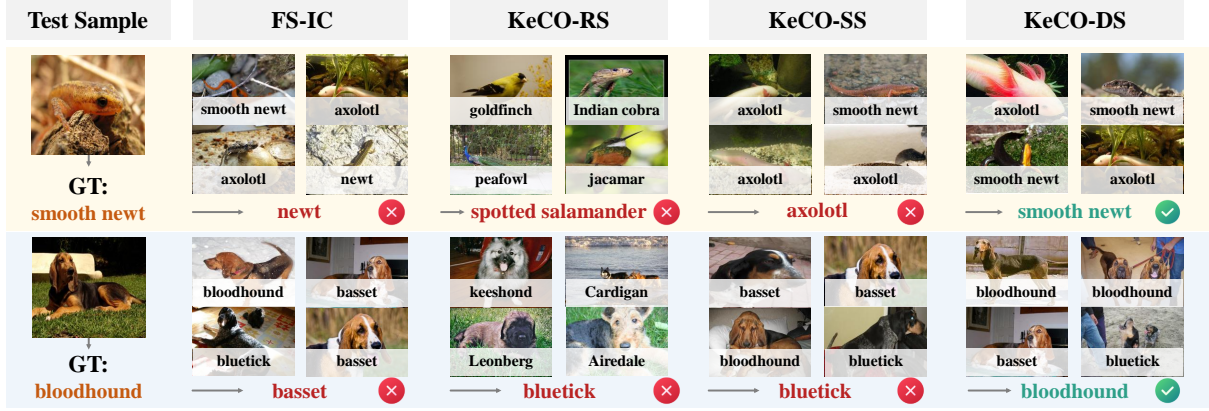 Test Sample FS-IC KeCO-RS KeCO-SS KeCO-DS
smooth newt axolotl goldfinch Indian cobra axolotl smooth newt axolotl smooth newt
axolotl newt peafowl jacamar axolotl axolotl smooth newt axolotl
GT:
smooth newt newt spotted salamander axolotl smooth newt
bloodhound basset keeshond Cardigan basset basset bloodhound bloodhound
bluetick basset Leonberg Airedale bloodhound bluetick basset bluetick
GT:
bloodhound basset bluetick bluetick bloodhound